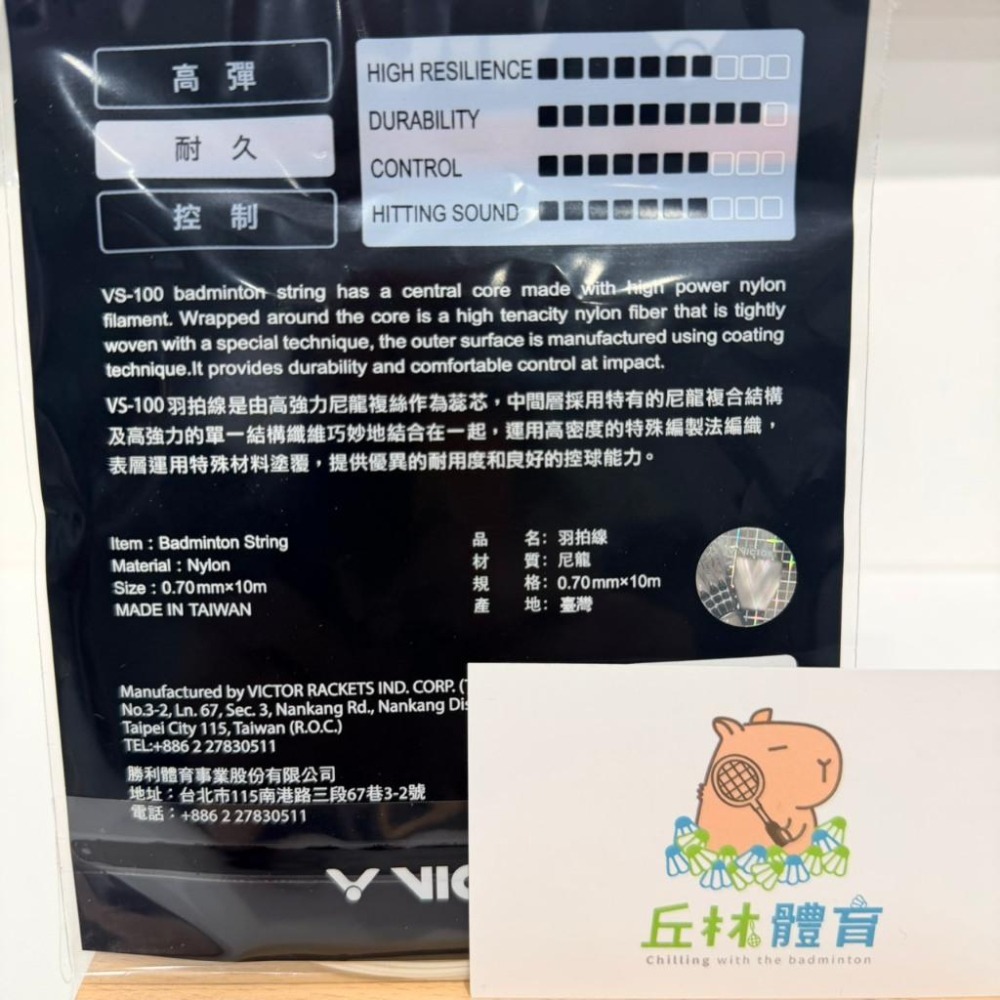 高彈
HIGH RESILIENCE
耐久
DURABILITY
CONTROL
控制
HITTING SOUND
VS-100 badminton string has a central core made with high power nylon
filament. Wrapped around the core is a high tenacity nylon fiber that is tightly
woven with a special technique, the outer surface is manufactured using coating
technique.It provides durability and comfortable control at impact.
VS-100羽拍線是由高強力尼龍複絲作為蕊芯，中間層採用特有的尼龍複合結構
及高強力的單一結構纖維巧妙地結合在一起，運用高密度的特殊編製法編織，
表層運用特殊材料塗覆，提供優異的耐用度和良好的控球能力。
Item : Badminton String
Material : Nylon
Size : 0.70mm×10m
MADE IN TAIWAN
品名: 羽拍線
材質: 尼龍
規格: 0.70mm×10m
產地: 臺灣
VICTOR
Manufactured by VICTOR RACKETS IND. CORP. (
No.3-2, Ln. 67, Sec. 3, Nankang Rd., Nankang Dis
Taipei City 115, Taiwan (R.O.C.)
TEL:+886 2 27830511
勝利體育事業股份有限公司
地址：台北市115南港路三段67巷3-2號
電話：+886 2 27830511
VIC
丘林體育
Chilling with the badminton